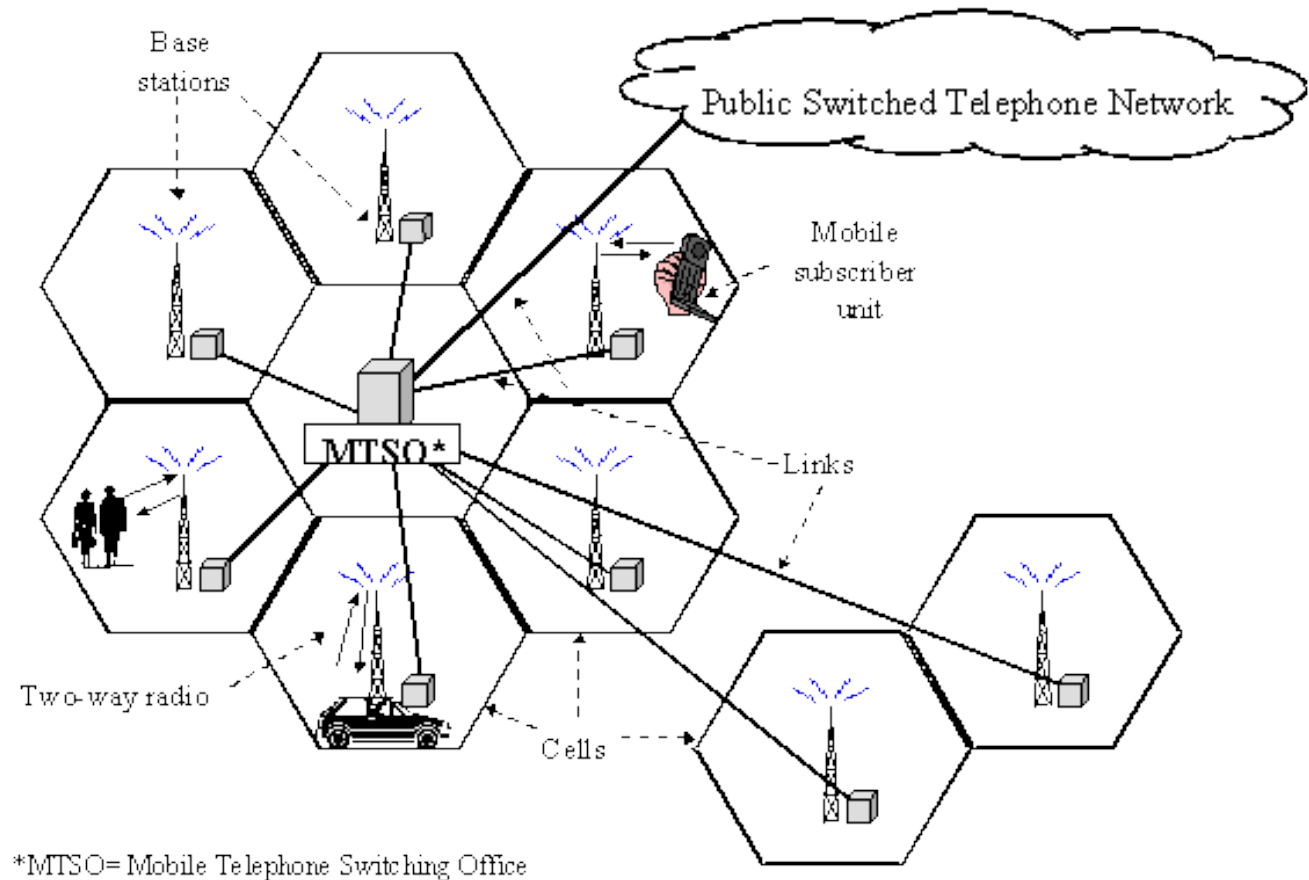 Base
stations
Public Switched Telephone Network
Mobile
subscriber
unit
MTSO*
Links
Two-way radio
Cells
*MTSO= Mobile Telephone Switching Office